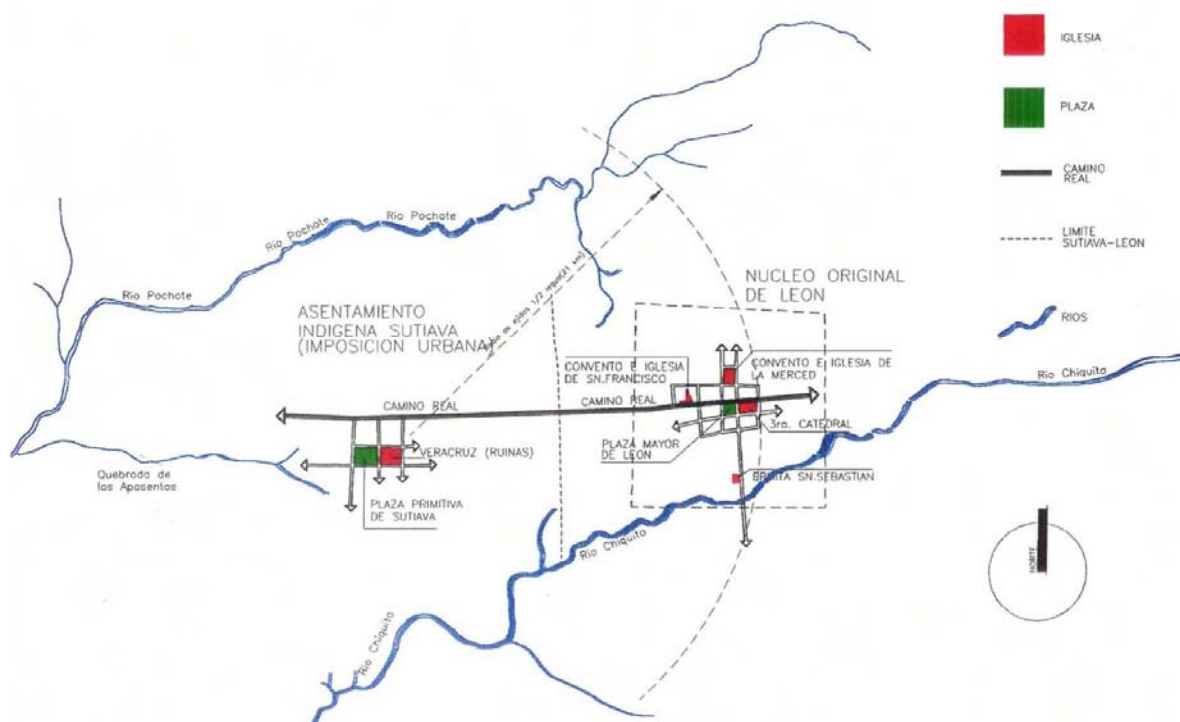 IGLESIA
PLAZA
CAMINO
REAL
LIMITE
SUTIAVA-LEON
RIOS
NORTE
Rio Pochote
Rio Pochote
Rio Pochote
ASENTAMIENTO
INDIGENA SUTIAVA
(IMPOSICION URBANA)
NUCLEO ORIGINAL
DE LEON
CONVENTO E IGLESIA
DE SN.FRANCISCO
CONVENTO E IGLESIA DE
LA MERCED
Rio Chiquito
CAMINO REAL
CAMINO REAL
3ra. CATEDRAL
PLAZA MAYOR
DE LEON
VERACRUZ (RUINAS)
Quebrada de
los Aposentos
PLAZA PRIMITIVA
DE SUTIAVA
SN.SEBASTIAN
Rio Chiquito
Rio Chiquito